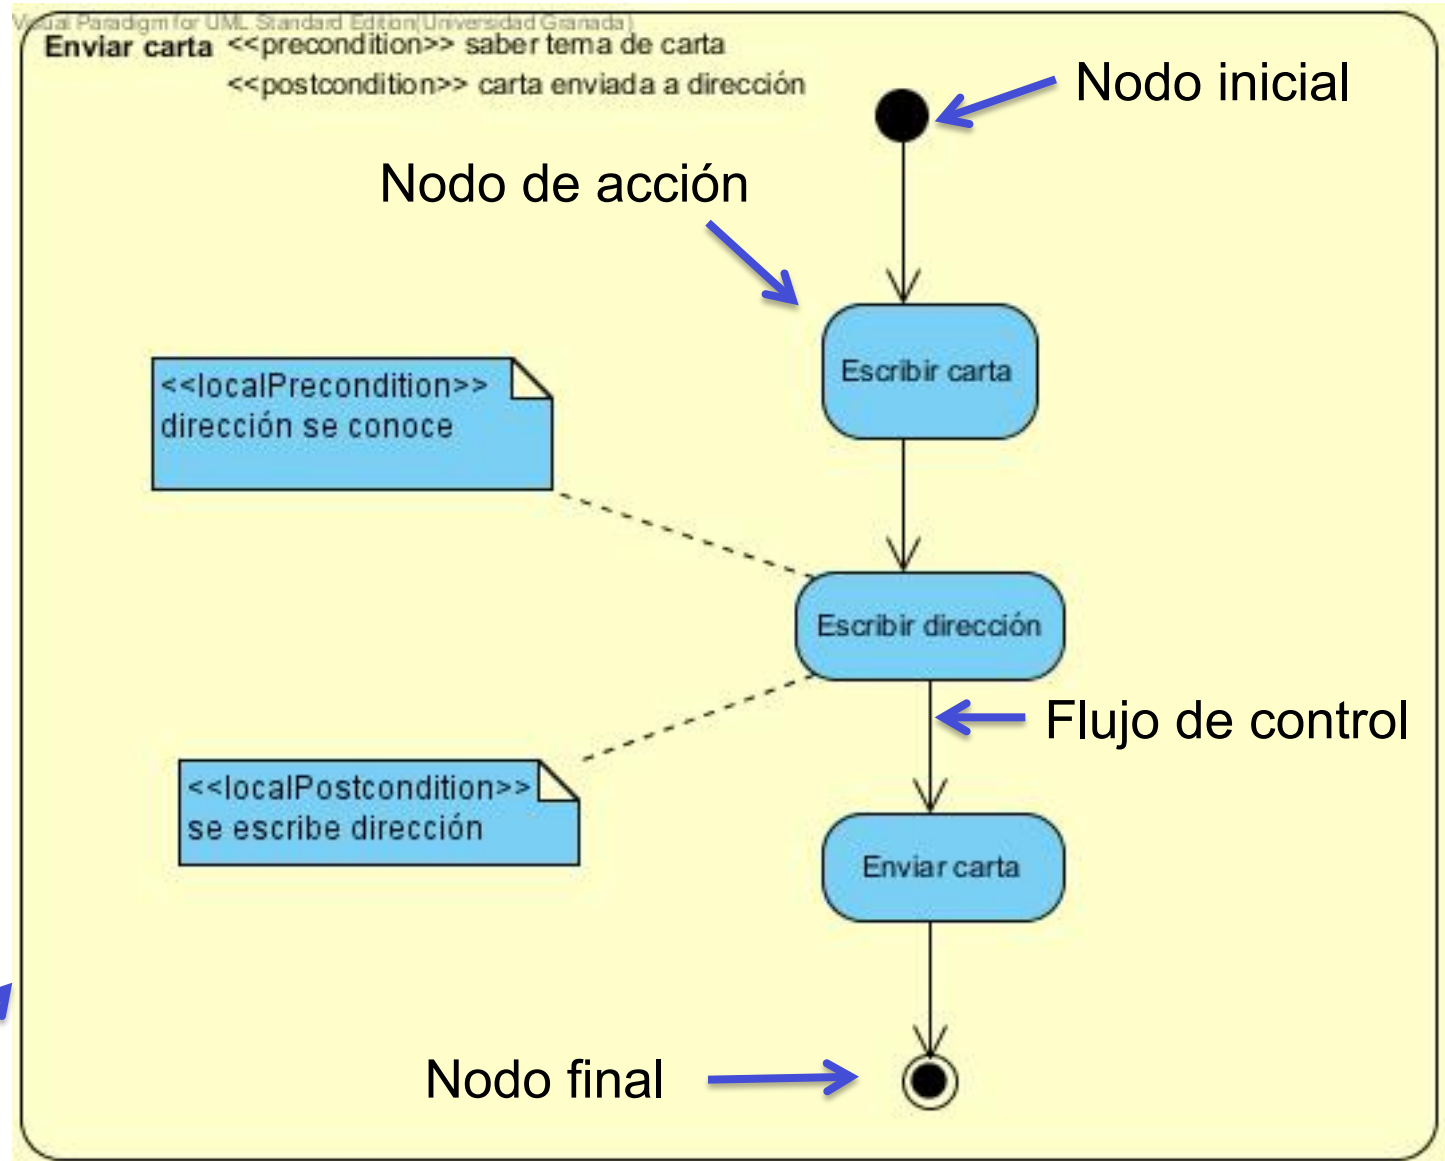 Visual Paradigm for UML Standard Edition(Universidad Granada)
Enviar carta <<precondition>> saber tema de carta
<<postcondition>> carta enviada a dirección
Nodo inicial
Nodo de acción
Escribir carta
<<localPrecondition>>
dirección se conoce
Escribir dirección
Flujo de control
<<localPostcondition>>
se escribe dirección
Enviar carta
Nodo final